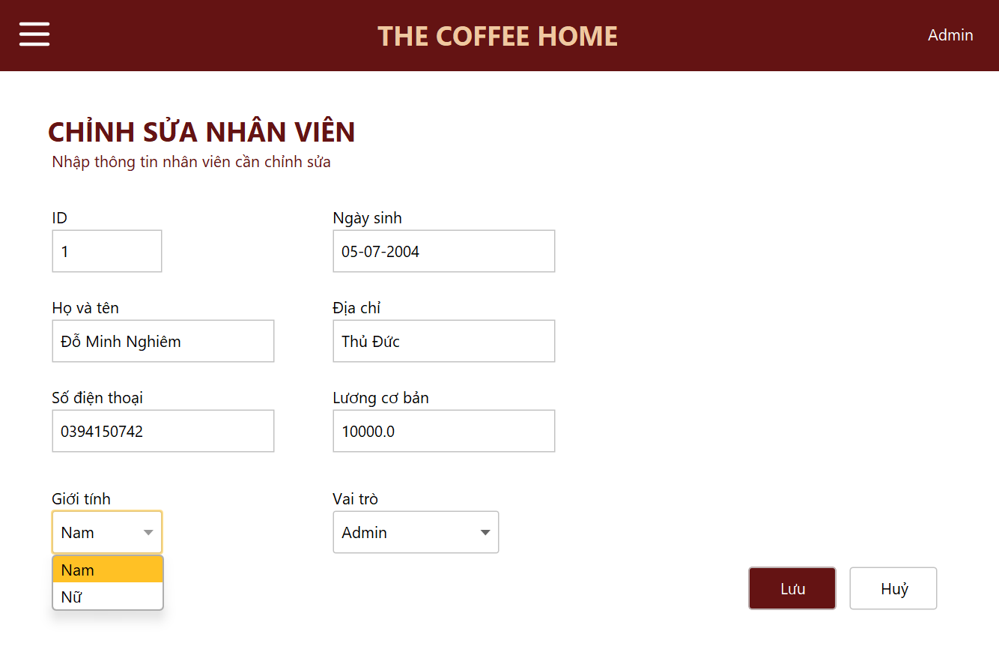 THE COFFEE HOME
Admin
CHỈNH SỬA NHÂN VIÊN
Nhập thông tin nhân viên cần chỉnh sửa
ID
Ngày sinh
1
05-07-2004
Họ và tên
Địa chỉ
Đỗ Minh Nghiêm
Thủ Đức
Số điện thoại
Lương cơ bản
0394150742
10000.0
Giới tính
Vai trò
Nam
Admin
Nam
Nữ
Lưu
Huỷ